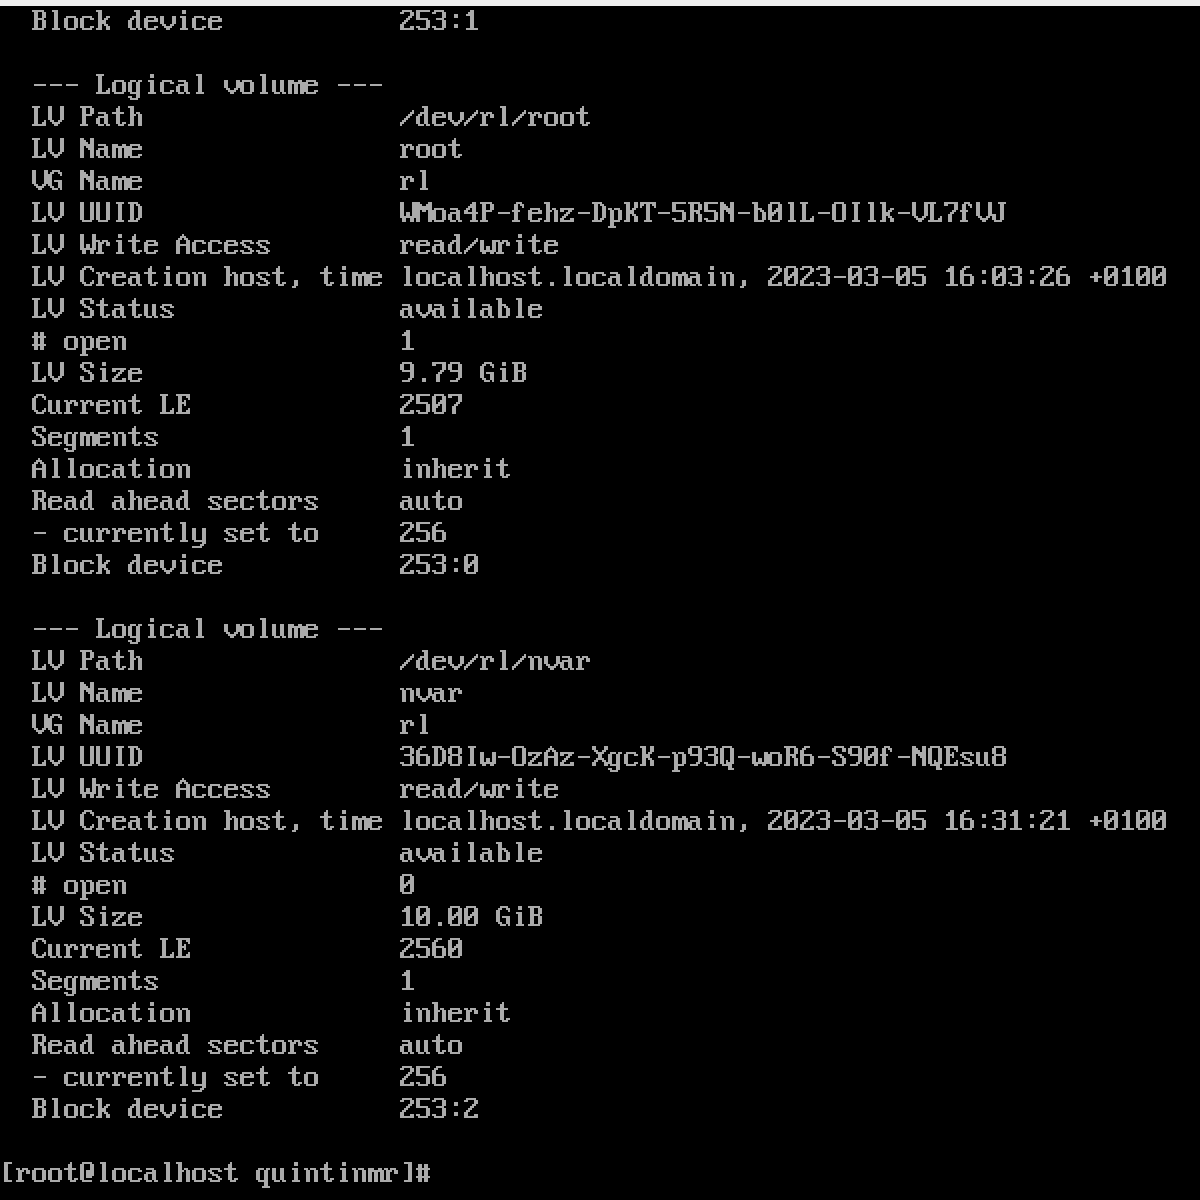 Block device 253:1
--- Logical volume ---
LV Path /dev/rl/root
LV Name root
VG Name rl
LV UUID WMoa4P-fehz-DpKT-5R5N-b0lL-OIlk-VL7fVJ
LV Write Access read/write
LV Creation host, time localhost.localdomain, 2023-03-05 16:03:26 +0100
LV Status available
# open 1
LV Size 9.79 GiB
Current LE 2507
Segments 1
Allocation inherit
Read ahead sectors auto
- currently set to 256
Block device 253:0
--- Logical volume ---
LV Path /dev/rl/nvar
LV Name nvar
VG Name rl
LV UUID 36D8Iw-OzAz-XgcK-p93Q-woR6-S90f-NQEsu8
LV Write Access read/write
LV Creation host, time localhost.localdomain, 2023-03-05 16:31:21 +0100
LV Status available
# open 0
LV Size 10.00 GiB
Current LE 2560
Segments 1
Allocation inherit
Read ahead sectors auto
- currently set to 256
Block device 253:2
[root@localhost quintinmr]#